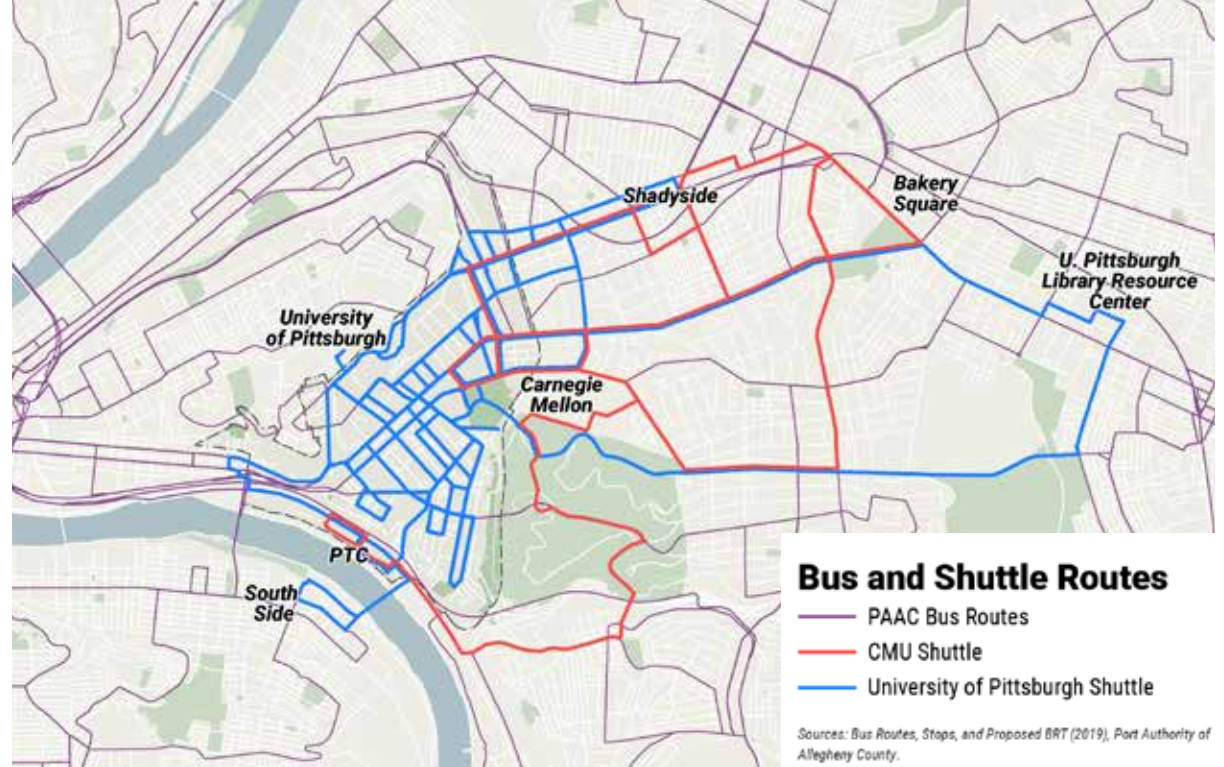 Shadyside
Bakery
Square
U. Pittsburgh
Library Resource
Center
University
of Pittsburgh
Carnegie
Mellon
PTC
South
Side
Bus and Shuttle Routes
PAAC Bus Routes
CMU Shuttle
University of Pittsburgh Shuttle
Sources: Bus Routes, Stops, and Proposed BRT (2019), Port Authority of
Allegheny County.